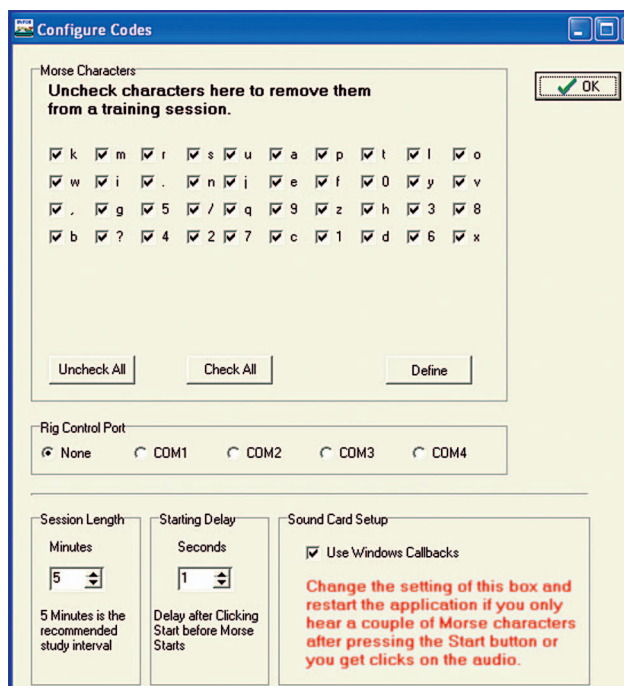 Configure Codes
Morse Characters
Uncheck characters here to remove them
from a training session.
OK
k m r s u a p t l o
w i . n j e f 0 y v
, g 5 / q 9 z h 3 8
b ? 4 2 7 c 1 d 6 x
Uncheck All Check All Define
Rig Control Port
None COM1 COM2 COM3 COM4
Session Length
Minutes
5
5 Minutes is the
recommended
study interval
Starting Delay
Seconds
1
Delay after Clicking
Start before Morse
Starts
Sound Card Setup
Use Windows Callbacks
Change the setting of this box and
restart the application if you only
hear a couple of Morse characters
after pressing the Start button or
you get clicks on the audio.